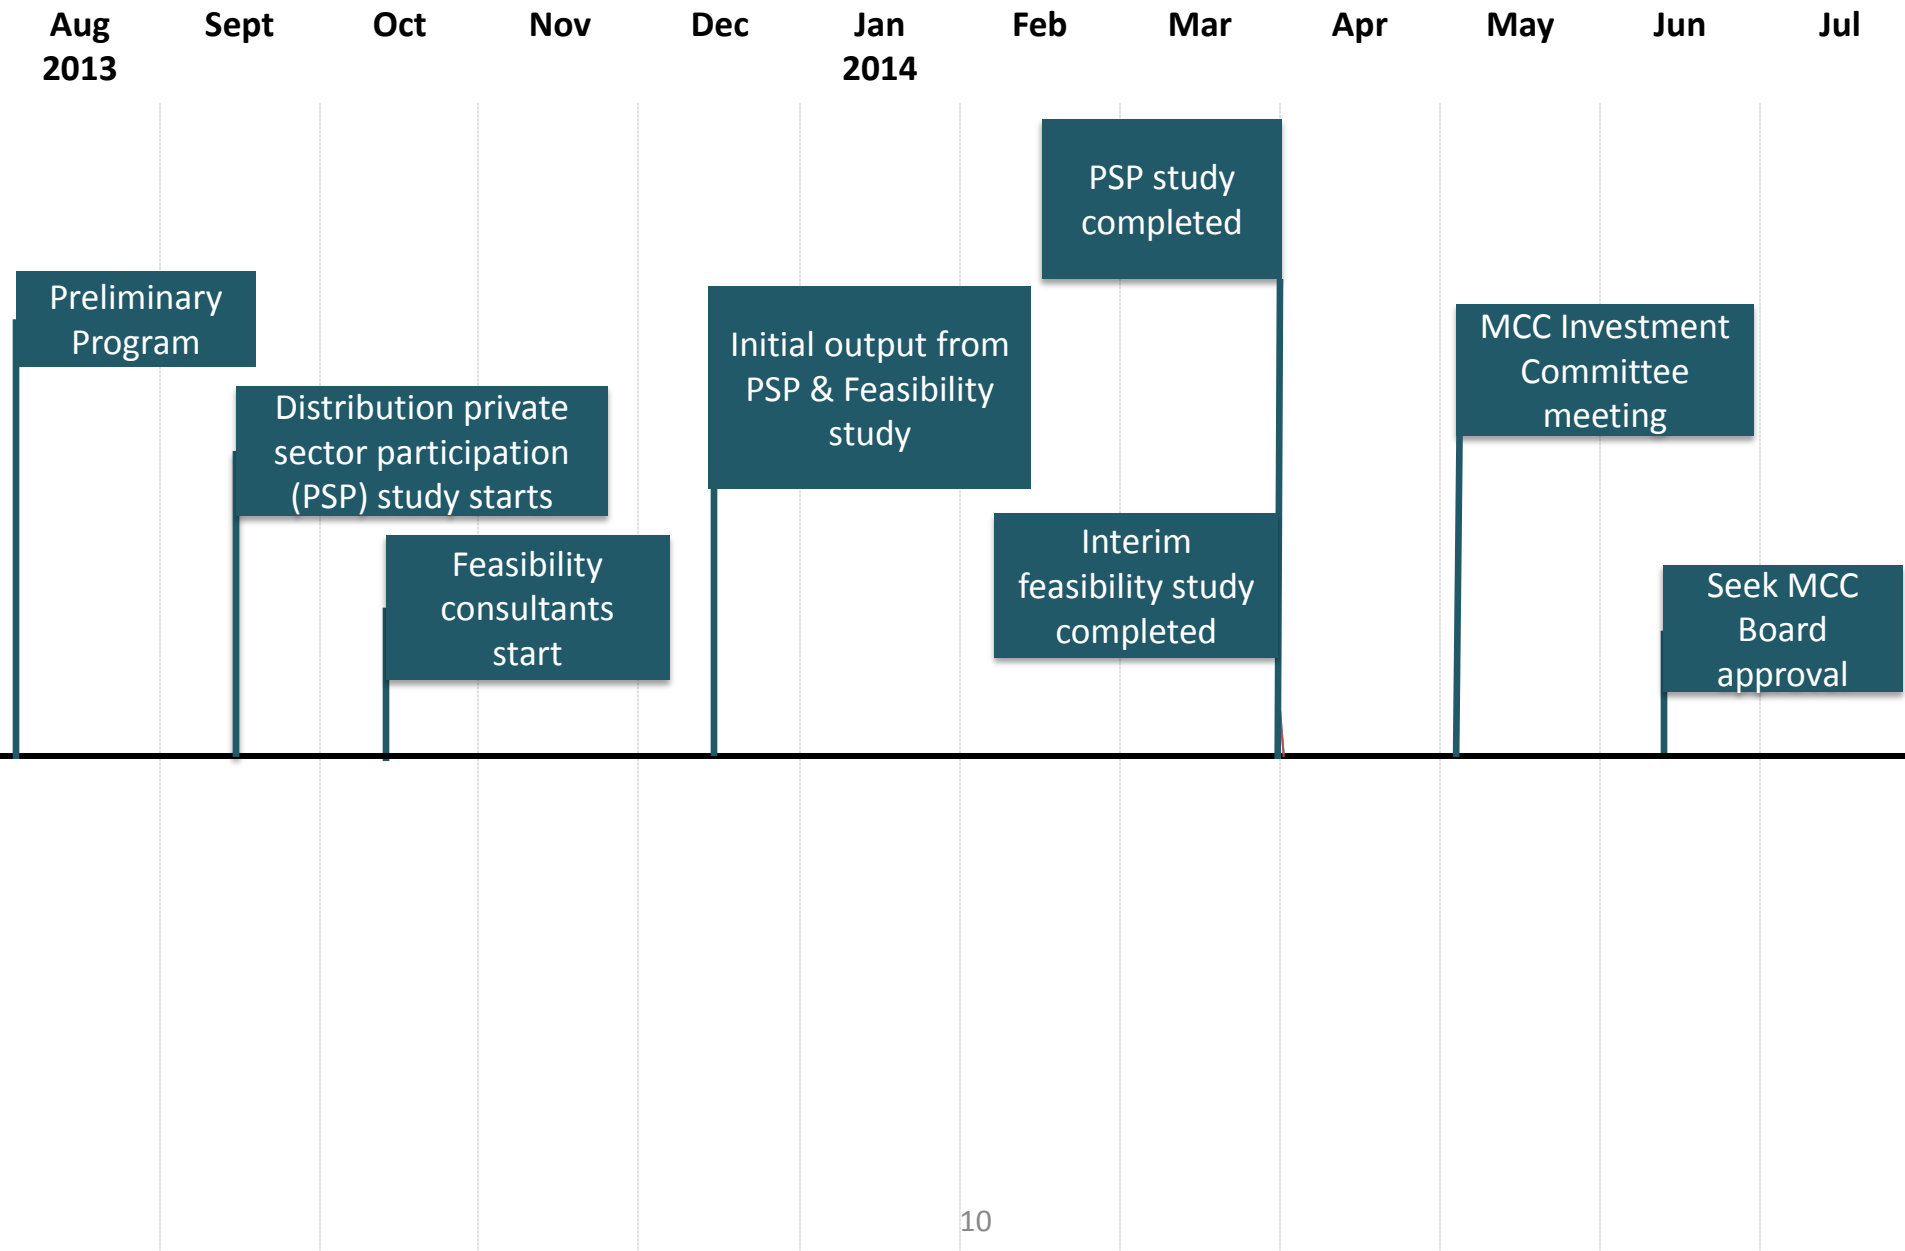 Aug
2013
Sept
Oct
Nov
Dec
Jan
2014
Feb
Mar
Apr
May
Jun
Jul
PSP study
completed
Preliminary
Program
Initial output from
PSP & Feasibility
study
MCC Investment
Committee
meeting
Distribution private
sector participation
(PSP) study starts
Feasibility
consultants
start
Interim
feasibility study
completed
Seek MCC
Board
approval
10